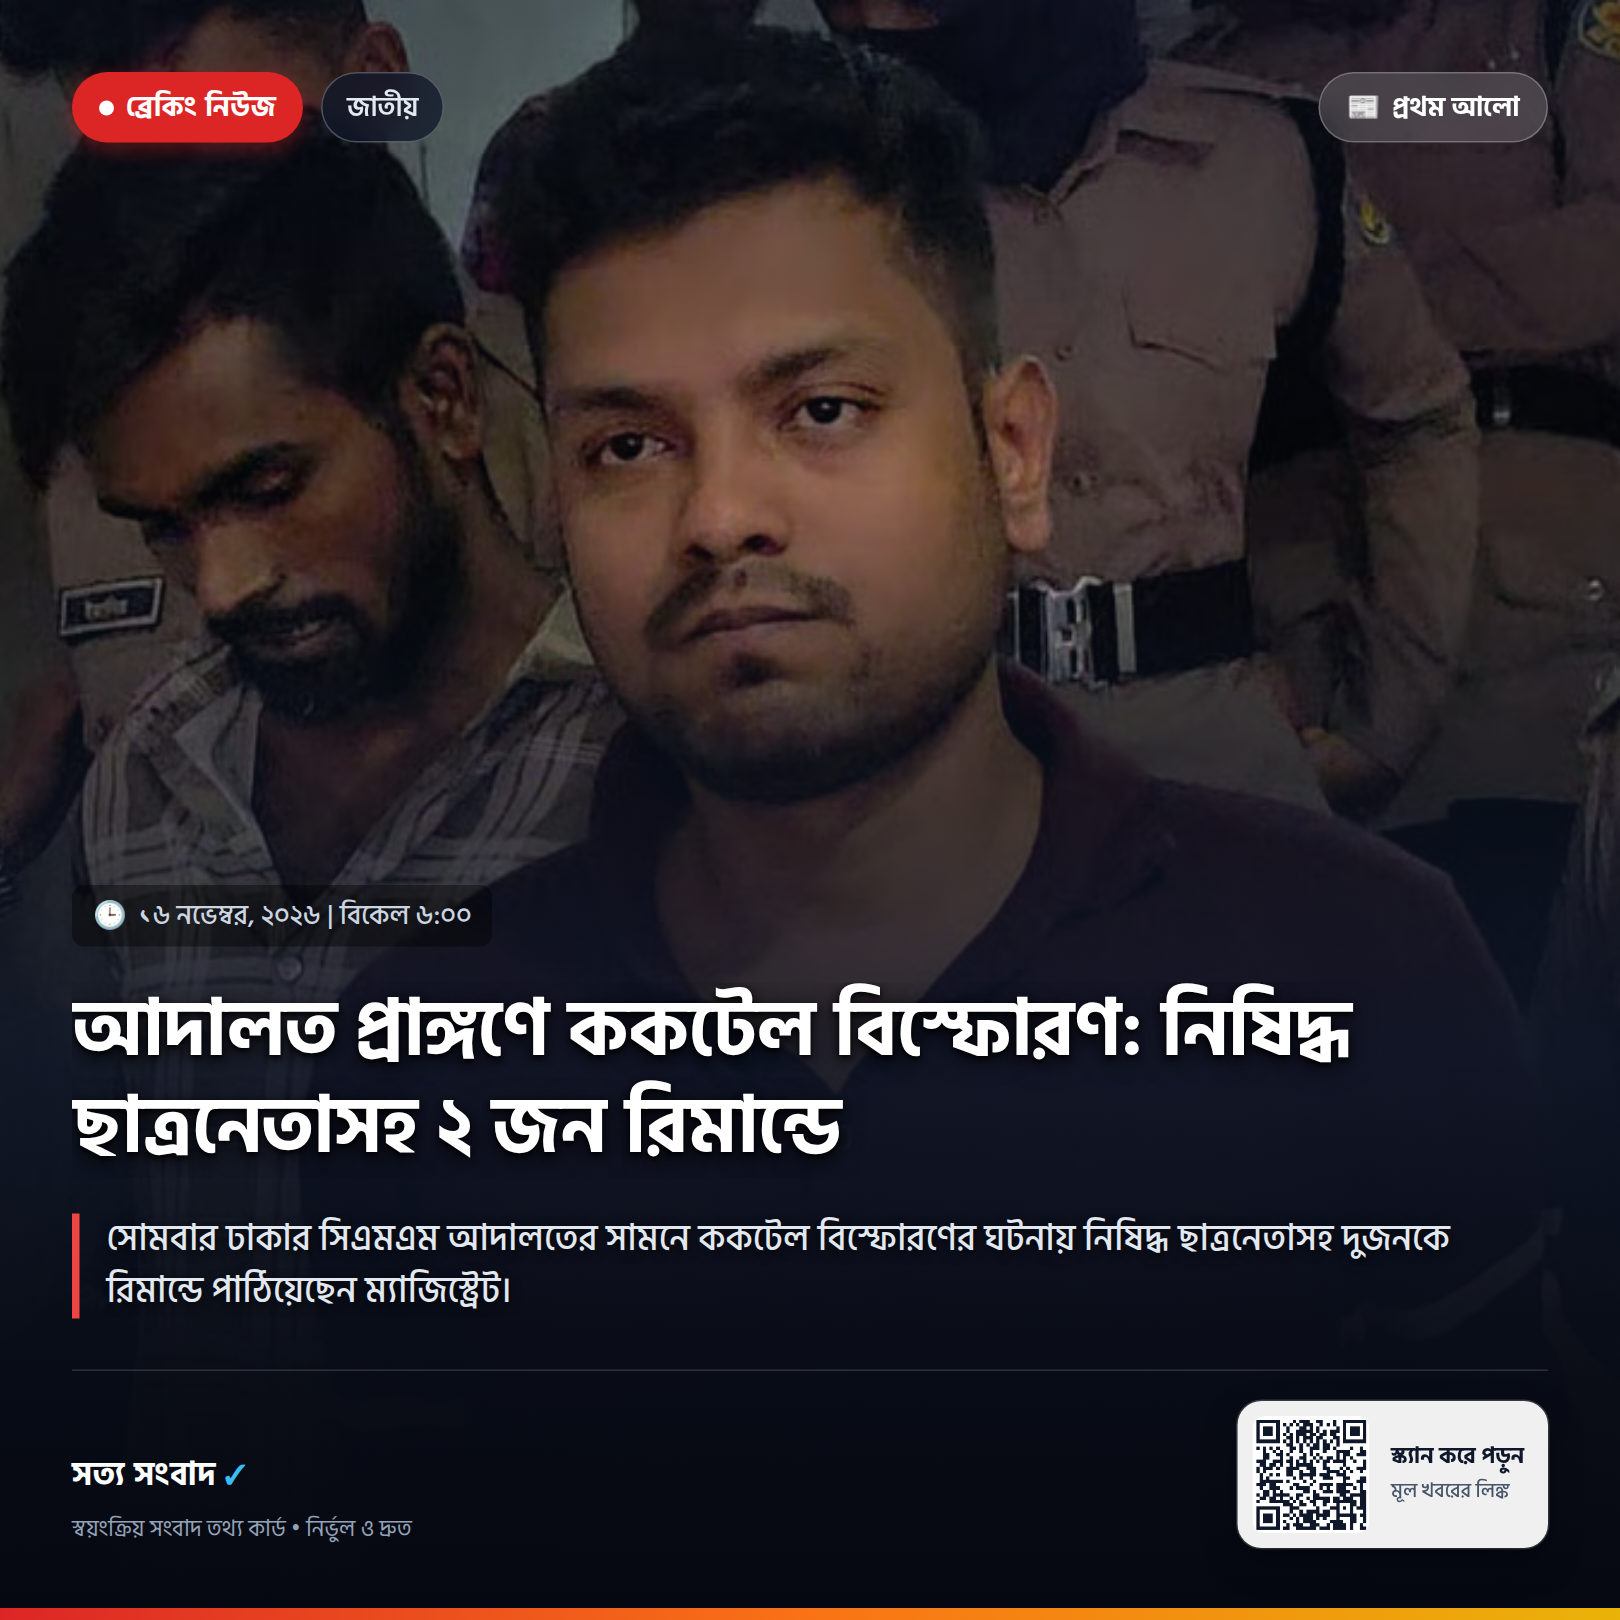 ব্রেকিং নিউজ
জাতীয়
প্রথম আলো
১৬ নভেম্বর, ২০২৬ | বিকেল ৬:০০
আদালত প্রাঙ্গণে ককটেল বিস্ফোরণ: নিষিদ্ধ
ছাত্রনেতাসহ ২ জন রিমান্ডে
সোমবার ঢাকার সিএমএম আদালতের সামনে ককটেল বিস্ফোরণের ঘটনায় নিষিদ্ধ ছাত্রনেতাসহ দুজনকে
রিমান্ডে পাঠিয়েছেন ম্যাজিস্ট্রেট।
সত্য সংবাদ ✓
স্বয়ংক্রিয় সংবাদ তথ্য কার্ড • নির্ভুল ও দ্রুত
স্ক্যান করে পড়ুন
মূল খবরের লিঙ্ক